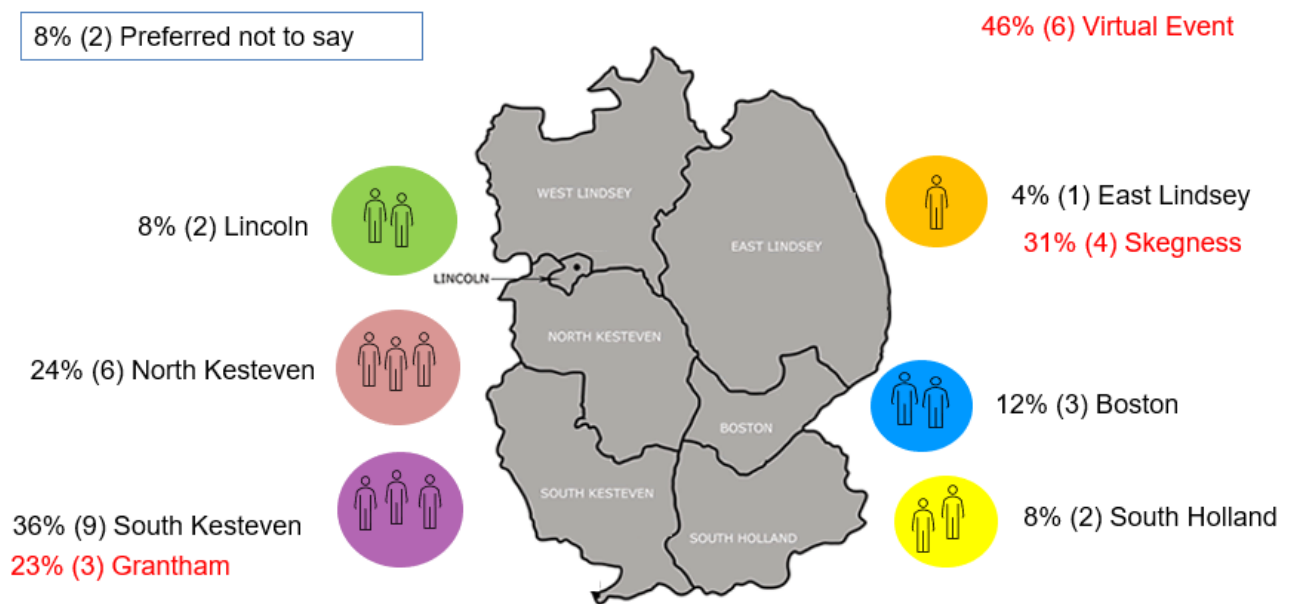 8% (2) Preferred not to say
46% (6) Virtual Event
WEST LINDSEY
8% (2) Lincoln
4% (1) East Lindsey
31% (4) Skegness
EAST LINDSEY
LINCOLN
NORTH KESTEVEN
24% (6) North Kesteven
12% (3) Boston
BOSTON
SOUTH KESTEVEN
36% (9) South Kesteven
23% (3) Grantham
8% (2) South Holland
SOUTH HOLLAND